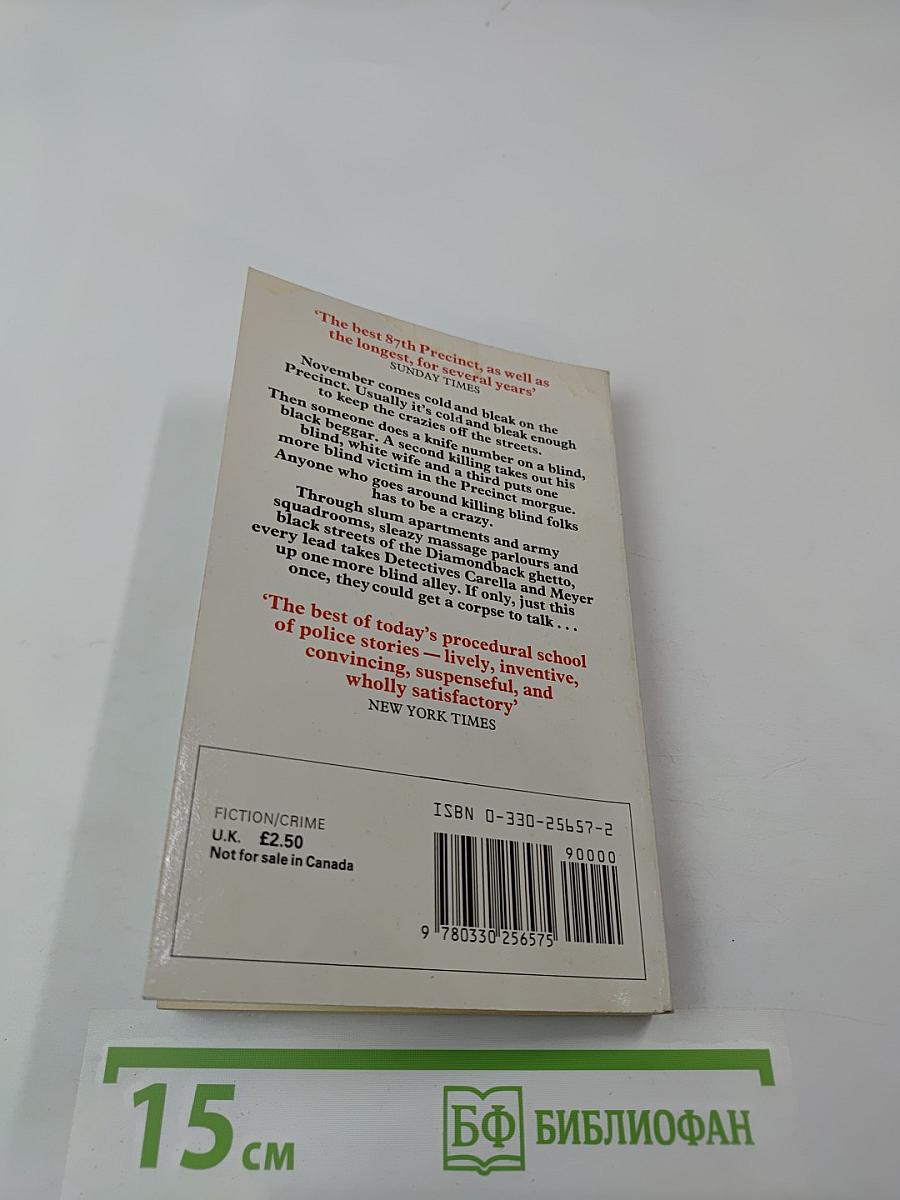 ‘The best 87th Precinct, as well as
the longest, for several years’
SUNDAY TIMES
November comes cold and bleak on the
Precinct. Usually it's cold and bleak enough
to keep the crazies off the streets.
Then someone does a knife number on a blind,
black beggar. A second killing takes out his
blind, white wife and a third puts one
more blind victim in the Precinct morgue.
Anyone who goes around killing blind folks
has to be a crazy.
Through slum apartments and army
squadrooms, sleazy massage parlours and
black streets of the Diamondback ghetto,
every lead takes Detectives Carella and Meyer
up one more blind alley. If only, just this
once, they could get a corpse to talk . . .
‘The best of today's procedural school
of police stories — lively, inventive,
convincing, suspenseful, and
wholly satisfactory’
NEW YORK TIMES
FICTION/CRIME
U.K. £2.50
Not for sale in Canada
ISBN 0-330-25657-2
90000
9 780330 256575
15 см
БФ БИБЛИОФАН